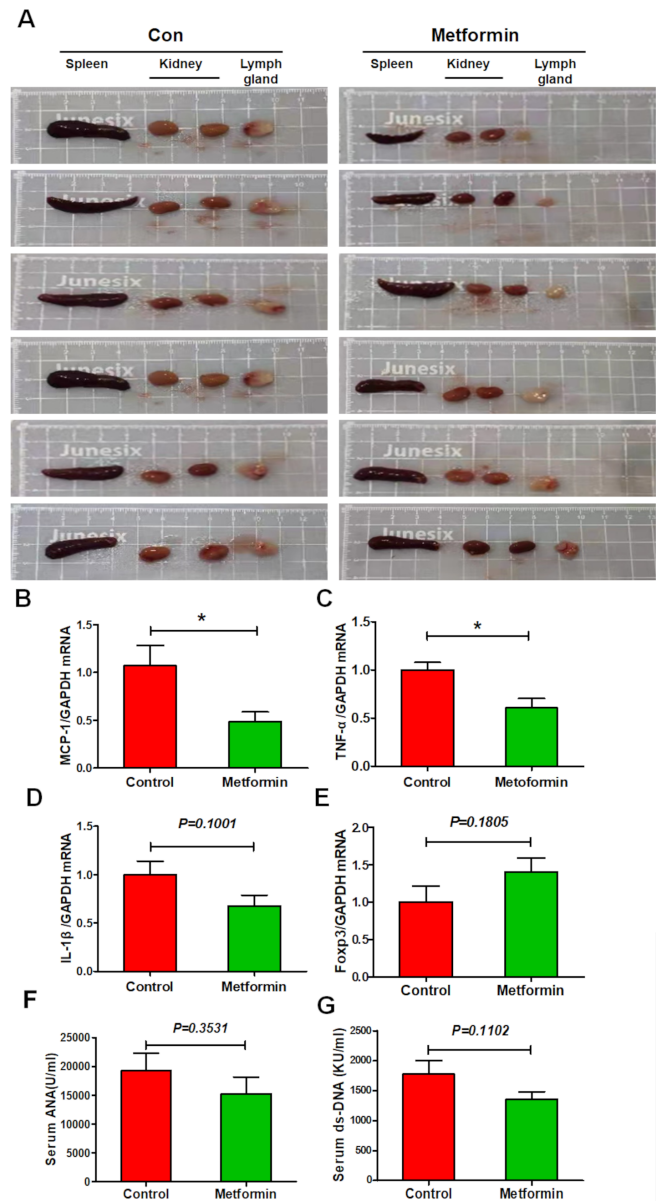 A
Con
Metformin
Spleen Kidney Lymph gland
Spleen Kidney Lymph gland
Junesix
Junesix
Junesix
Junesix
Junesix
Junesix
Junesix
Junesix
Junesix
Junesix
Junesix
Junesix
B
MCP-1/GAPDH mRNA
1.5
1.0
0.5
0.0
*
Control Metformin
C
TNF-α /GAPDH mRNA
1.5
1.0
0.5
0.0
*
Control Metoformin
D
IL-1β /GAPDH mRNA
1.5
1.0
0.5
0.0
P=0.1001
Control Metformin
E
Foxp3/GAPDH mRNA
2.0
1.5
1.0
0.5
0.0
P=0.1805
Control Metformin
F
Serum ANA(U/ml)
25000
20000
15000
10000
5000
0
P=0.3531
Control Metformin
G
Serum ds-DNA (KU/ml)
2500
2000
1500
1000
500
0
P=0.1102
Control Metformin